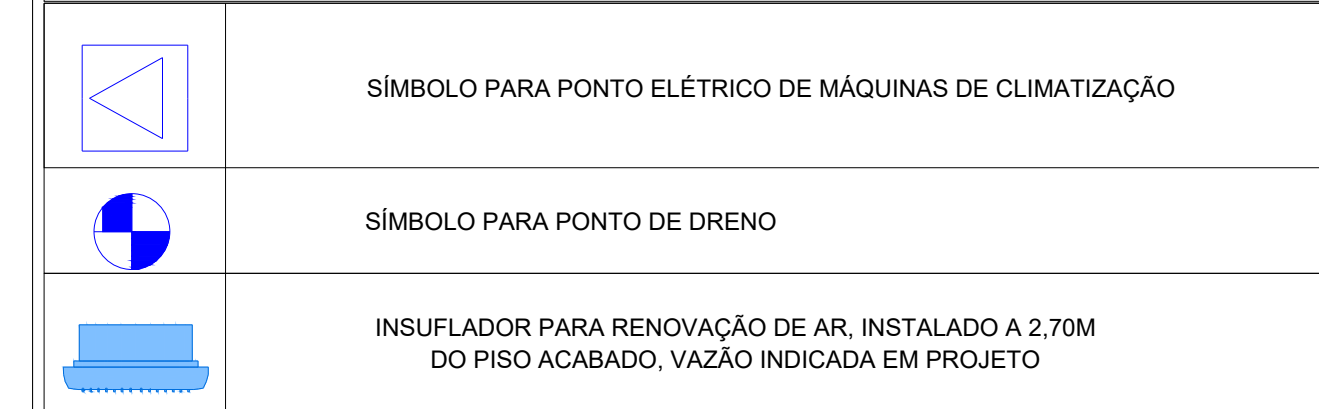 SÍMBOLO PARA PONTO ELÉTRICO DE MÁQUINAS DE CLIMATIZAÇÃO
SÍMBOLO PARA PONTO DE DRENO
INSUFLADOR PARA RENOVAÇÃO DE AR, INSTALADO A 2,70M
DO PISO ACABADO, VAZÃO INDICADA EM PROJETO